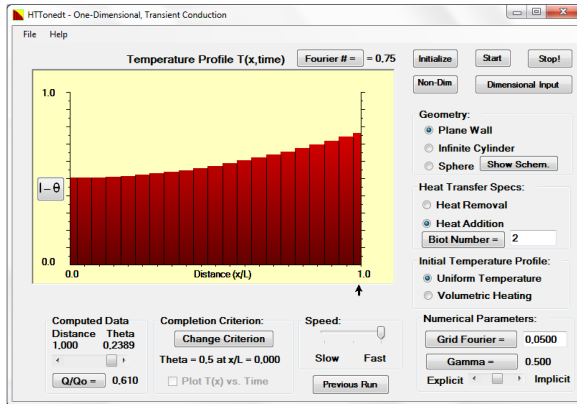 HTTonedt - One-Dimensional, Transient Conduction
File Help
Temperature Profile T(x,time) Fourier # = = 0,75
Initialize Start Stop!
Non-Dim Dimensional Input
1.0
1-θ
0.0
0.0 Distance (x/L) 1.0
Geometry:
Plane Wall
Infinite Cylinder
Sphere Show Schem.
Heat Transfer Specs:
Heat Removal
Heat Addition
Biot Number = 2
Initial Temperature Profile:
Uniform Temperature
Volumetric Heating
Computed Data
Distance Theta
1,000 0,2389
Q/Qo = 0,610
Completion Criterion:
Change Criterion
Theta = 0,5 at x/L = 0,000
Plot T(x) vs. Time
Speed:
Slow Fast
Previous Run
Numerical Parameters:
Grid Fourier = 0,0500
Gamma = 0.500
Explicit Implicit